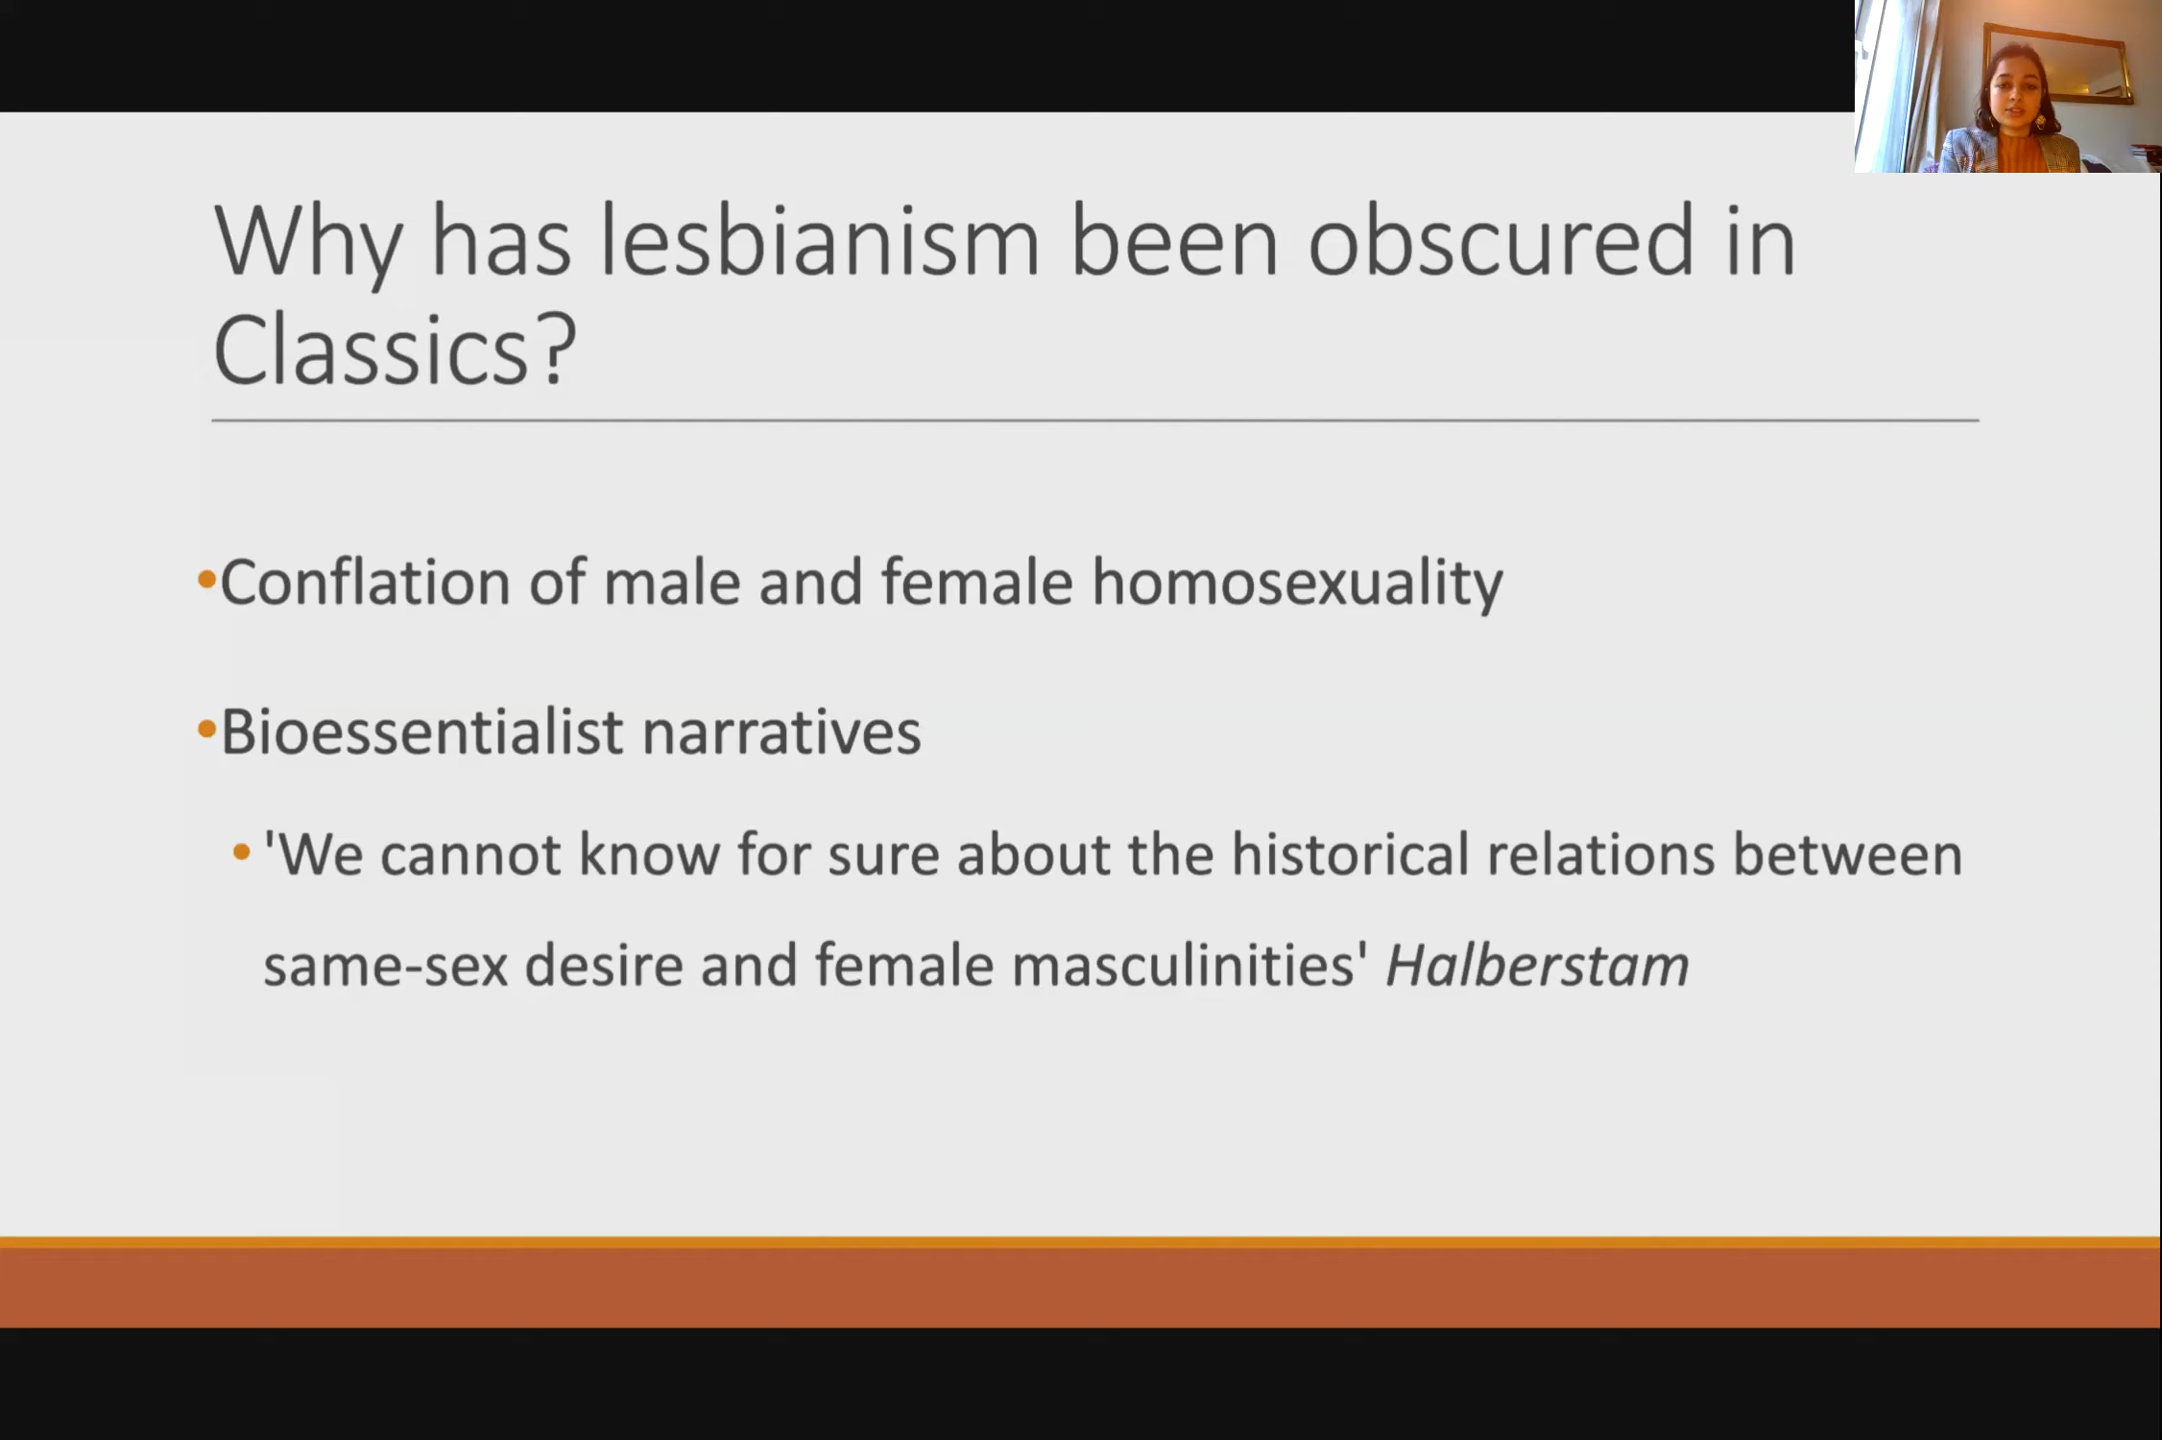 Why has lesbianism been obscured in
Classics?
•Conflation of male and female homosexuality
•Bioessentialist narratives
•'We cannot know for sure about the historical relations between
same-sex desire and female masculinities' Halberstam